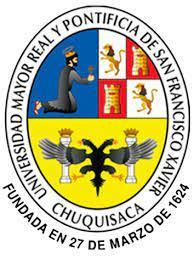 UNIVERSIDAD MAYOR REAL Y PONTIFICIA DE SAN FRANCISCO XAVIER
CHUQUISACA
FUNDADA EN 27 DE MARZO DE 1624